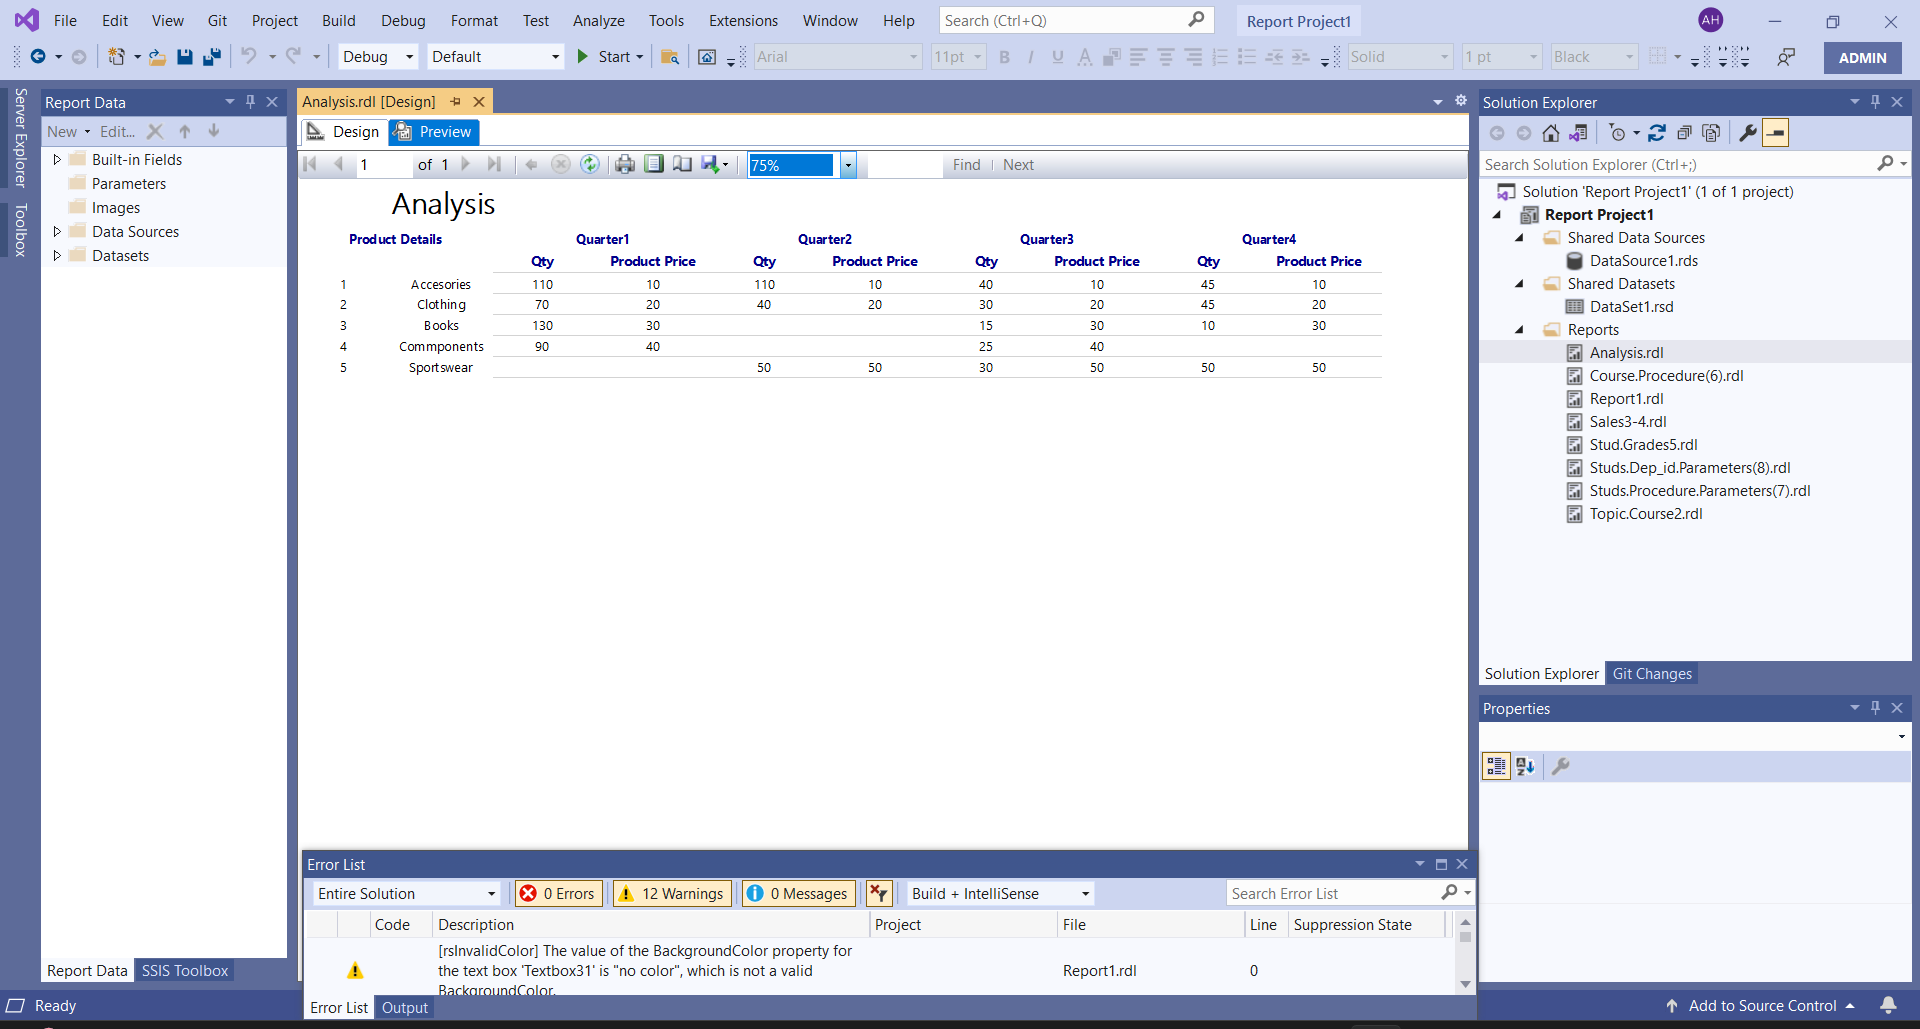 File Edit View Git Project Build Debug Format Test Analyze Tools Extensions Window Help Search (Ctrl+Q) Report Project1 AH
Debug Default Start Arial 11pt B I U A Solid 1 pt Black ADMIN
Server Explorer
Toolbox
Report Data
New Edit...
Built-in Fields
Parameters
Images
Data Sources
Datasets
Report Data SSIS Toolbox
Analysis.rdl [Design]
Design Preview
1 of 1 75% Find Next
Analysis
Product Details Quarter1 Quarter2 Quarter3 Quarter4
Qty Product Price Qty Product Price Qty Product Price Qty Product Price
1 Accesories 110 10 110 10 40 10 45 10
2 Clothing 70 20 40 20 30 20 45 20
3 Books 130 30 15 30 10 30
4 Commponents 90 40 25 40
5 Sportswear 50 50 30 50 50 50
Error List
Entire Solution 0 Errors 12 Warnings 0 Messages Build + IntelliSense Search Error List
Code Description Project File Line Suppression State
[rsInvalidColor] The value of the BackgroundColor property for
the text box 'Textbox31' is "no color", which is not a valid
BackgroundColor.
Report1.rdl 0
Error List Output
Solution Explorer
Search Solution Explorer (Ctrl+;)
Solution 'Report Project1' (1 of 1 project)
Report Project1
Shared Data Sources
DataSource1.rds
Shared Datasets
DataSet1.rsd
Reports
Analysis.rdl
Course.Procedure(6).rdl
Report1.rdl
Sales3-4.rdl
Stud.Grades5.rdl
Studs.Dep_id.Parameters(8).rdl
Studs.Procedure.Parameters(7).rdl
Topic.Course2.rdl
Solution Explorer Git Changes
Properties
Ready
Add to Source Control